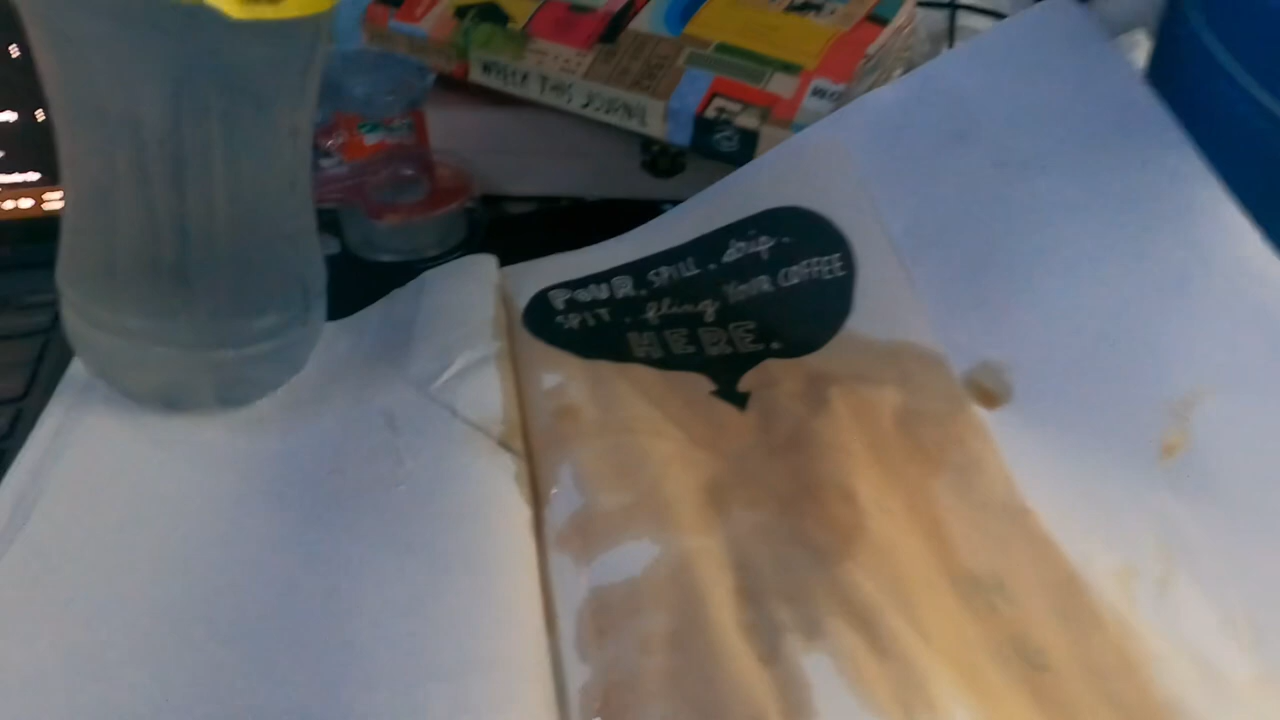 WRECK THIS JOURNAL
POUR. SPILL. drip.
SPIT. fling YOUR COFFEE
HERE.